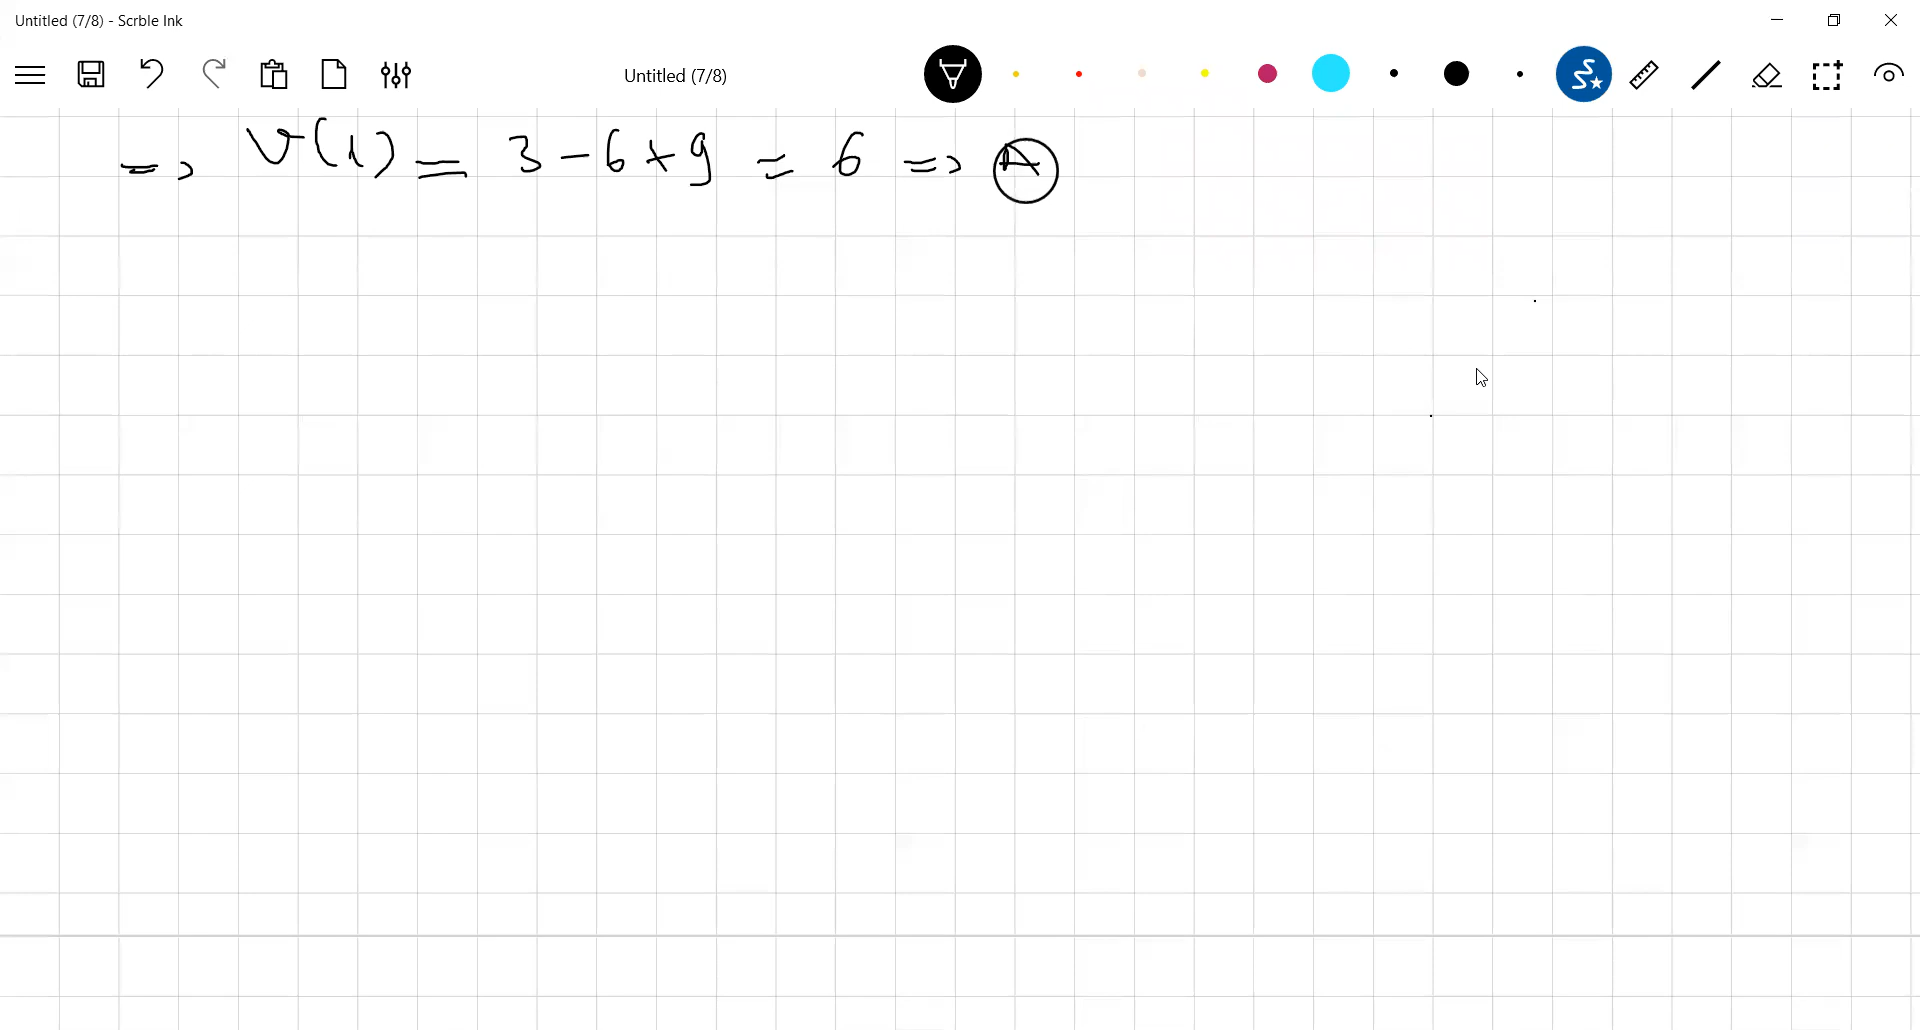 Untitled (7/8) - Scrble Ink
Untitled (7/8)
=> v(1) = 3 - 6 + 9 = 6 => A